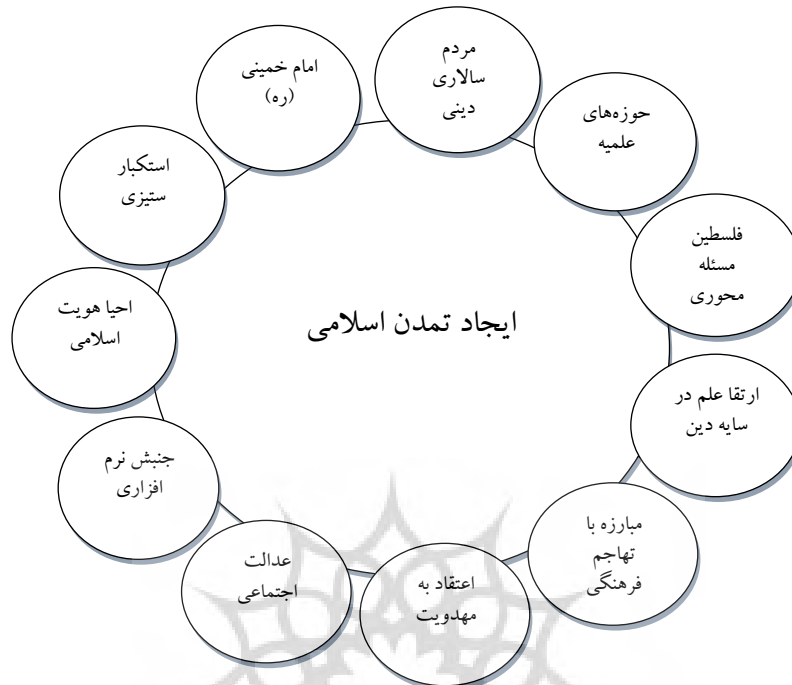 مردم
سالاری
دینی
حوزه‌های
علمیه
فلسطین
مسئله
محوری
ارتقا علم در
سایه دین
مبارزه با
تهاجم
فرهنگی
اعتقاد به
مهدویت
عدالت
اجتماعی
جنبش نرم
افزاری
احیا هویت
اسلامی
استکبار
ستیزی
امام خمینی
(ره)
ایجاد تمدن اسلامی